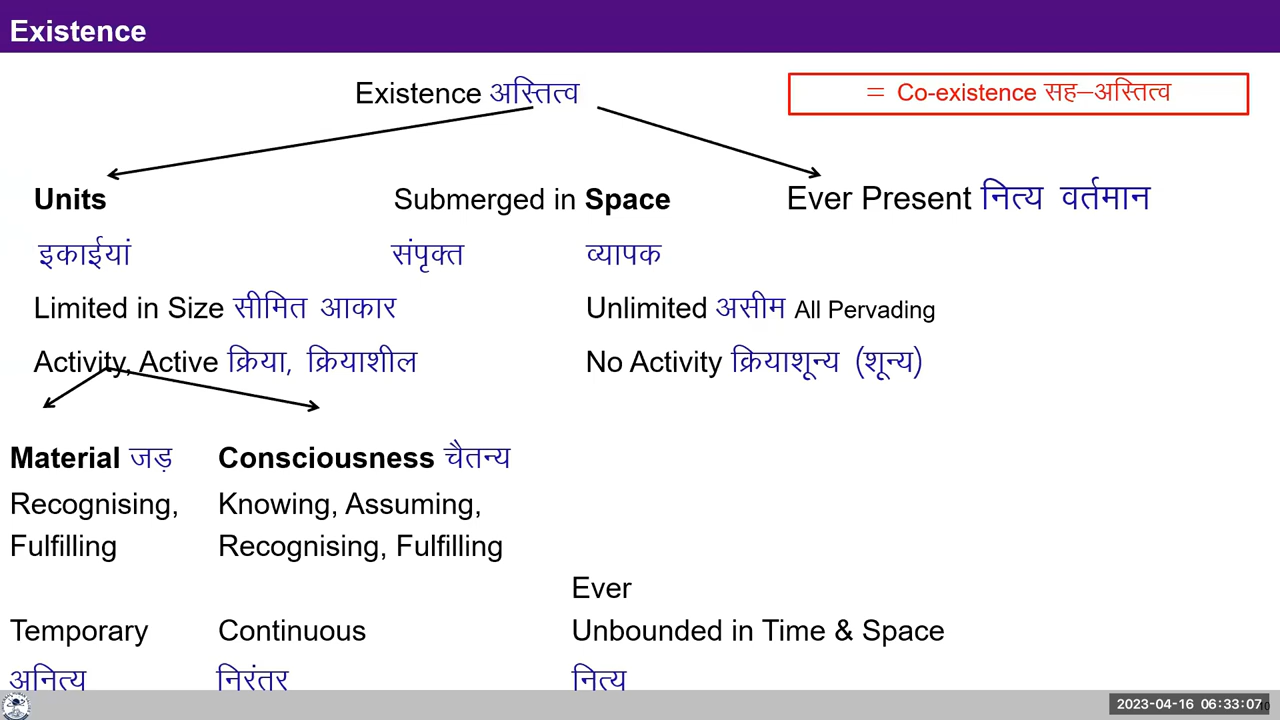 Existence
Existence अस्तित्व
= Co-existence सह–अस्तित्व
Units Submerged in Space Ever Present नित्य वर्तमान
इकाईयां संपृक्त व्यापक
Limited in Size सीमित आकार Unlimited असीम All Pervading
Activity, Active क्रिया, क्रियाशील No Activity क्रियाशून्य (शून्य)
Material जड़ Consciousness चैतन्य
Recognising, Knowing, Assuming,
Fulfilling Recognising, Fulfilling
Ever
Temporary Continuous Unbounded in Time & Space
अनित्य निरंतर नित्य
2023-04-16 06:33:07
10